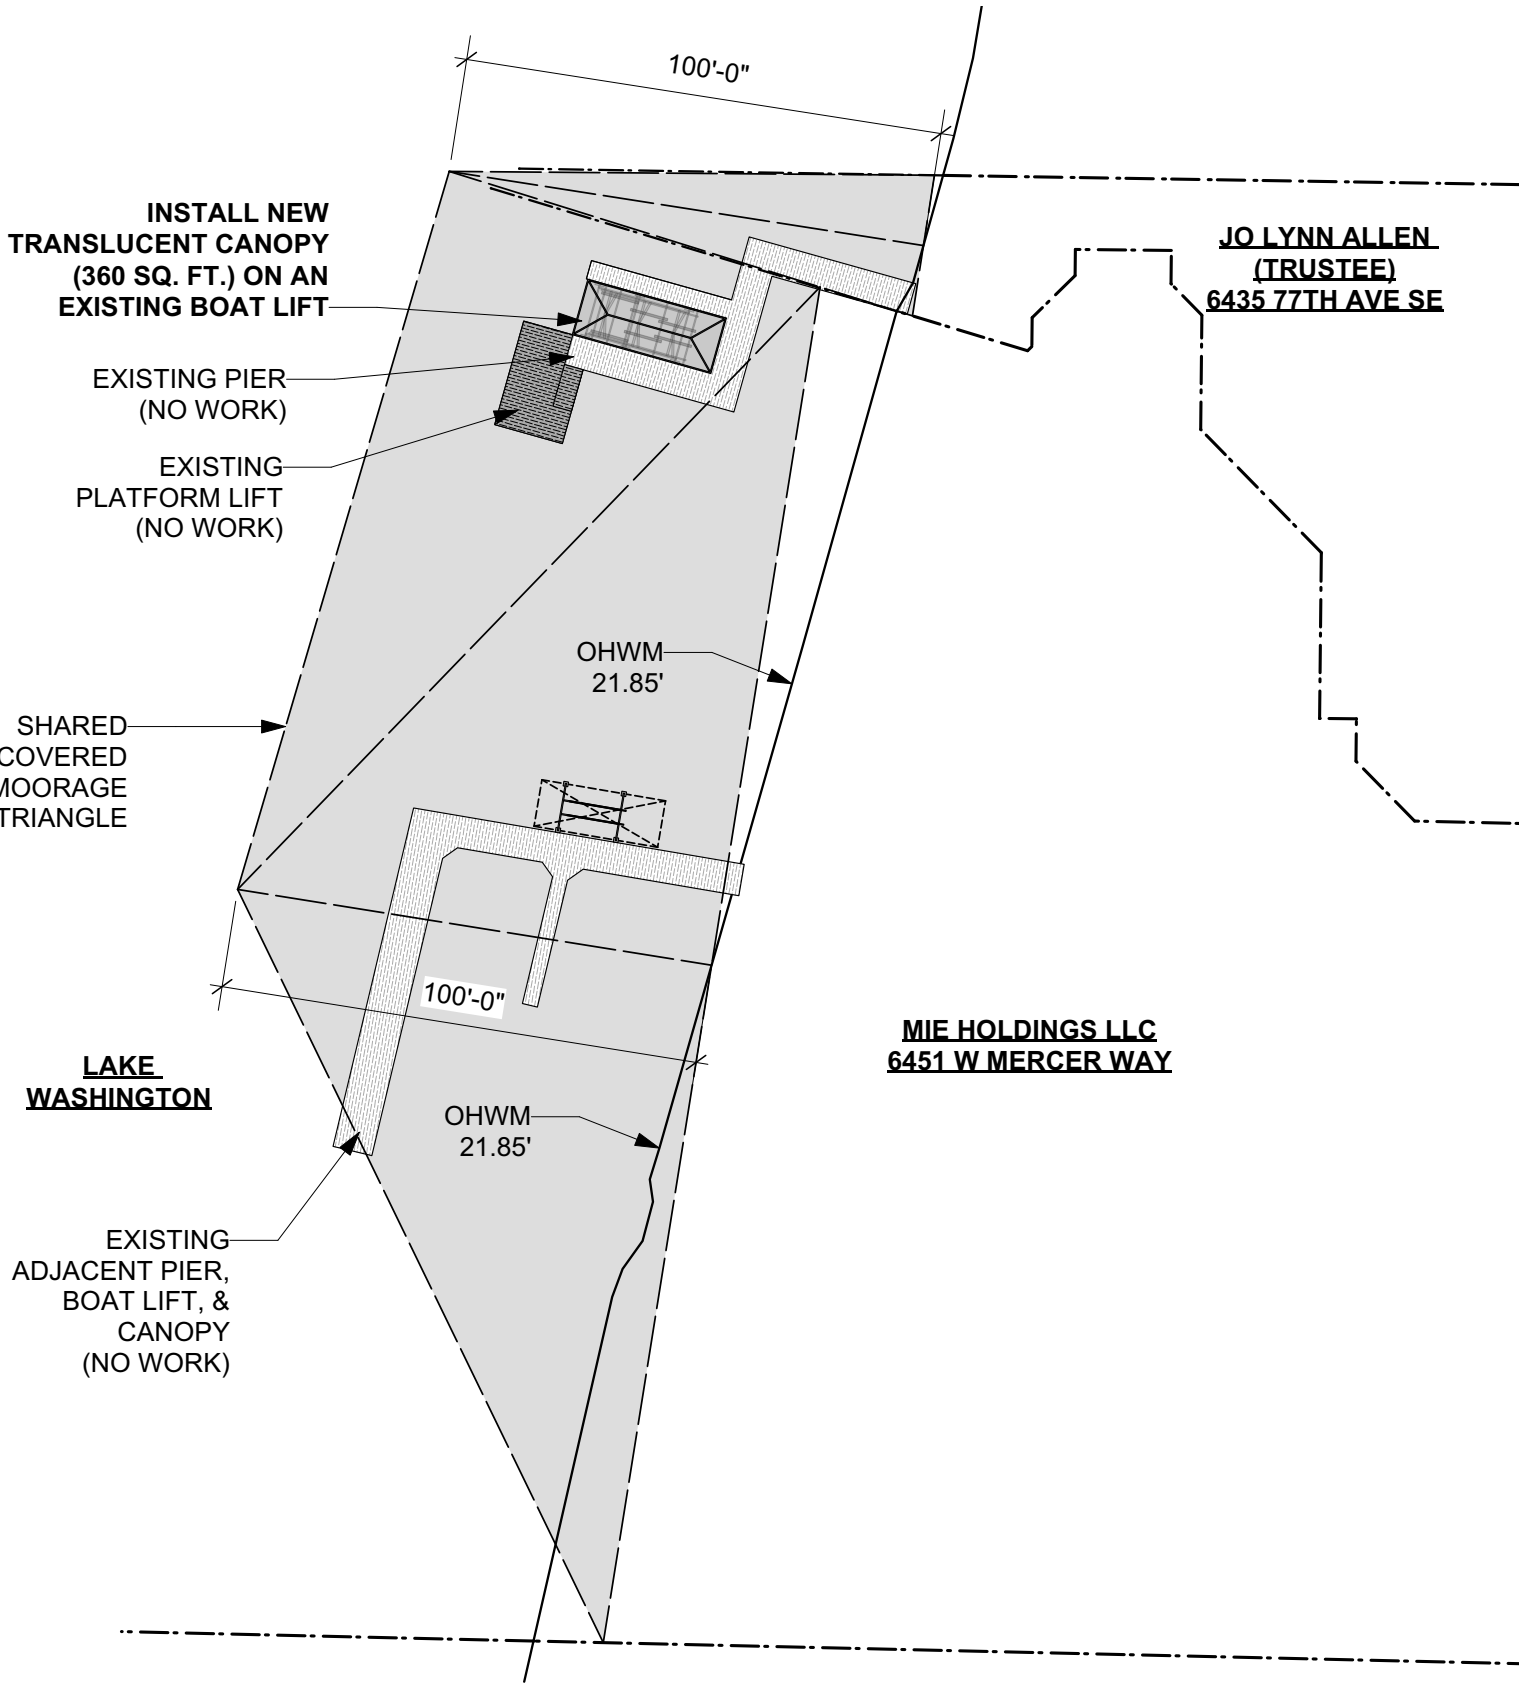 100'-0"
INSTALL NEW
TRANSLUCENT CANOPY
(360 SQ. FT.) ON AN
EXISTING BOAT LIFT
JO LYNN ALLEN
(TRUSTEE)
6435 77TH AVE SE
EXISTING PIER
(NO WORK)
EXISTING
PLATFORM LIFT
(NO WORK)
OHWM
21.85'
SHARED
COVERED
MOORAGE
TRIANGLE
100'-0"
MIE HOLDINGS LLC
6451 W MERCER WAY
LAKE
WASHINGTON
OHWM
21.85'
EXISTING
ADJACENT PIER,
BOAT LIFT, &
CANOPY
(NO WORK)